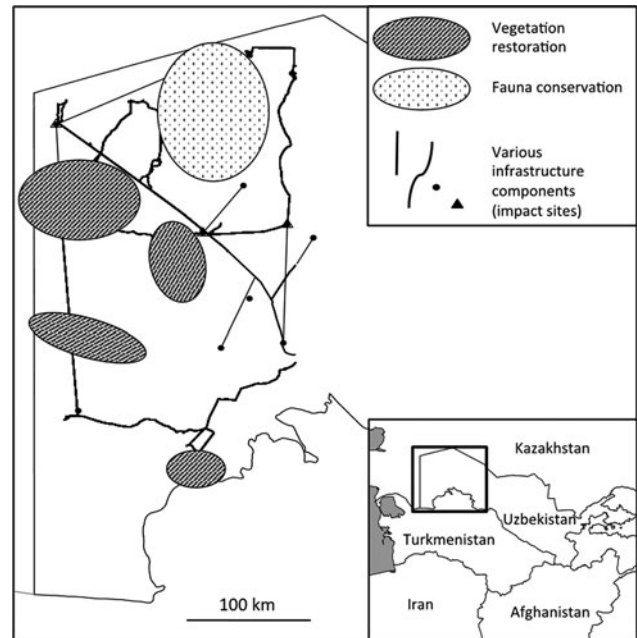 Vegetation
restoration
Fauna conservation
Various
infrastructure
components
(impact sites)
100 km
Kazakhstan
Uzbekistan
Turkmenistan
Iran
Afghanistan